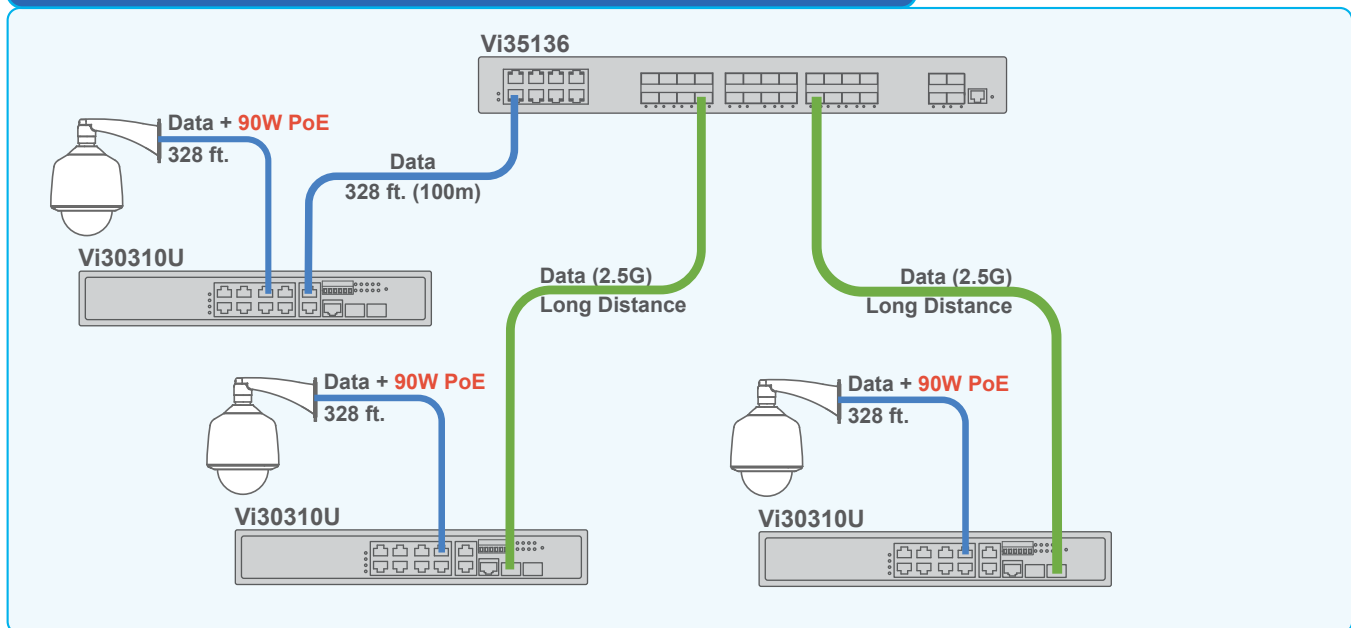 Vi35136
Data + 90W PoE
328 ft.
Data
328 ft. (100m)
Vi30310U
Data (2.5G)
Long Distance
Data (2.5G)
Long Distance
Data + 90W PoE
328 ft.
Data + 90W PoE
328 ft.
Vi30310U
Vi30310U